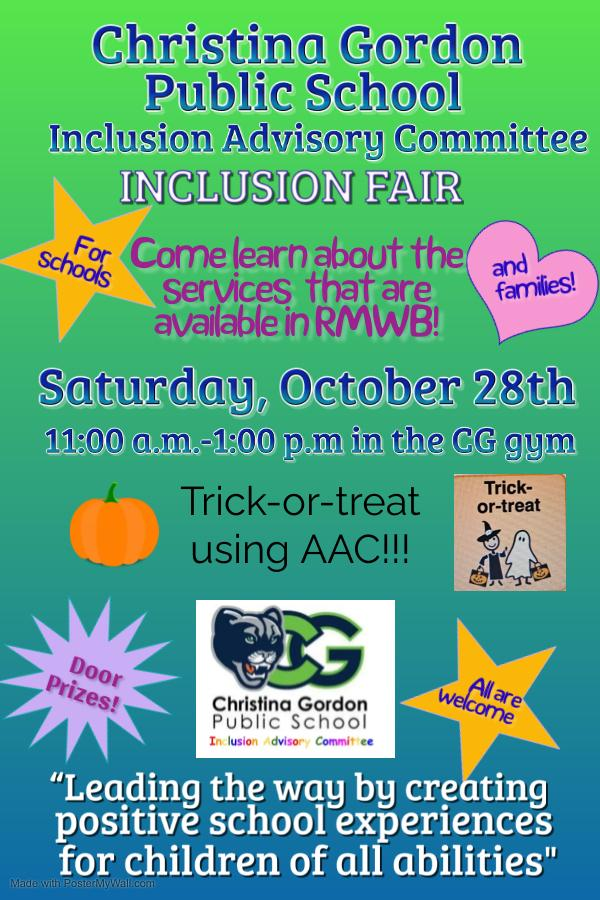 Christina Gordon
Public School
Inclusion Advisory Committee
INCLUSION FAIR
For
schools
Come learn about the
services that are
available in RMWB!
and
families!
Saturday, October 28th
11:00 a.m.-1:00 p.m in the CG gym
Trick-or-treat
using AAC!!!
Trick-
or-treat
Door
Prizes!
CG
Christina Gordon
Public School
Inclusion Advisory Committee
All are
welcome
“Leading the way by creating
positive school experiences
for children of all abilities"
Made with PosterMyWall.com